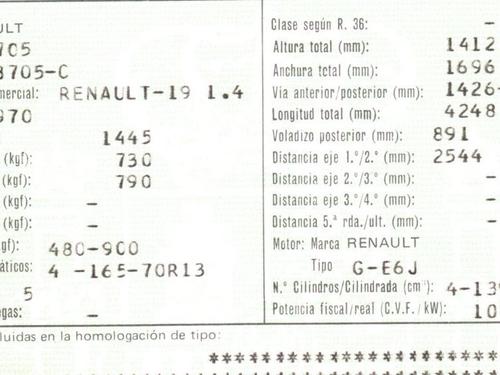 ULT
705
3705-C
mercial: RENAULT-19 1.4
970
1445
(kgf): 730
(kgf): 790
(kgf): -
(kgf): -
gf): 480-900
áticos: 4 -165-70R13
5
egas: -
Clase según R. 36: -
Altura total (mm): 1412
Anchura total (mm): 1696
Via anterior/posterior (mm): 1426-
Longitud total (mm): 4248
Voladizo posterior (mm): 891
Distancia eje 1.º/2.º (mm): 2544
Distancia eje 2.º/3.º (mm): -
Distancia eje 3.º/4.º (mm): -
Distancia 5.ª rda./ult. (mm): -
Motor: Marca RENAULT
Tipo G-E6J
N.º Cilindros/Cilindrada (cm³): 4-139
Potencia fiscal/real (C.V.F./kW): 10
luidas en la homologación de tipo:
*******************